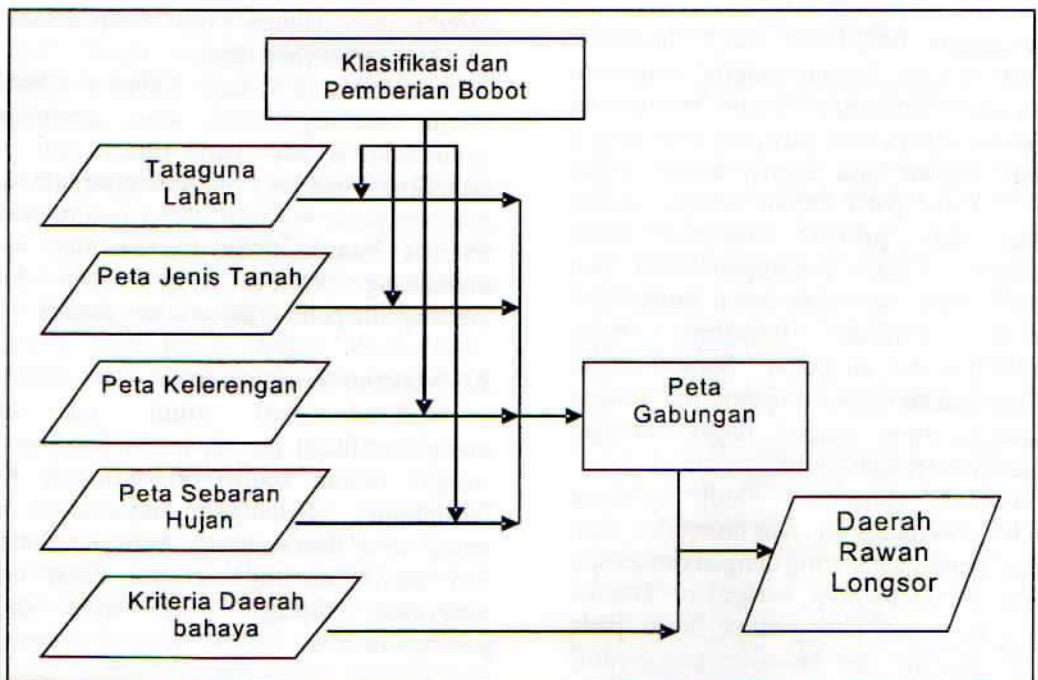 Klasifikasi dan
Pemberian Bobot
Tataguna
Lahan
Peta Jenis Tanah
Peta Kelerengan
Peta Sebaran
Hujan
Kriteria Daerah
bahaya
Peta
Gabungan
Daerah
Rawan
Longsor